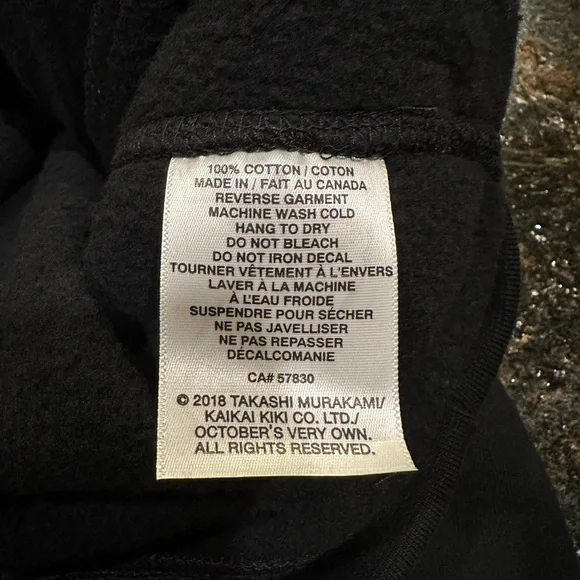 100% COTTON / COTON
MADE IN / FAIT AU CANADA
REVERSE GARMENT
MACHINE WASH COLD
HANG TO DRY
DO NOT BLEACH
DO NOT IRON DECAL
TOURNER VÊTEMENT À L'ENVERS
LAVER À LA MACHINE
À L'EAU FROIDE
SUSPENDRE POUR SÉCHER
NE PAS JAVELLISER
NE PAS REPASSER
DÉCALCOMANIE
CA# 57830
© 2018 TAKASHI MURAKAMI/
KAIKAI KIKI CO. LTD./
OCTOBER'S VERY OWN.
ALL RIGHTS RESERVED.